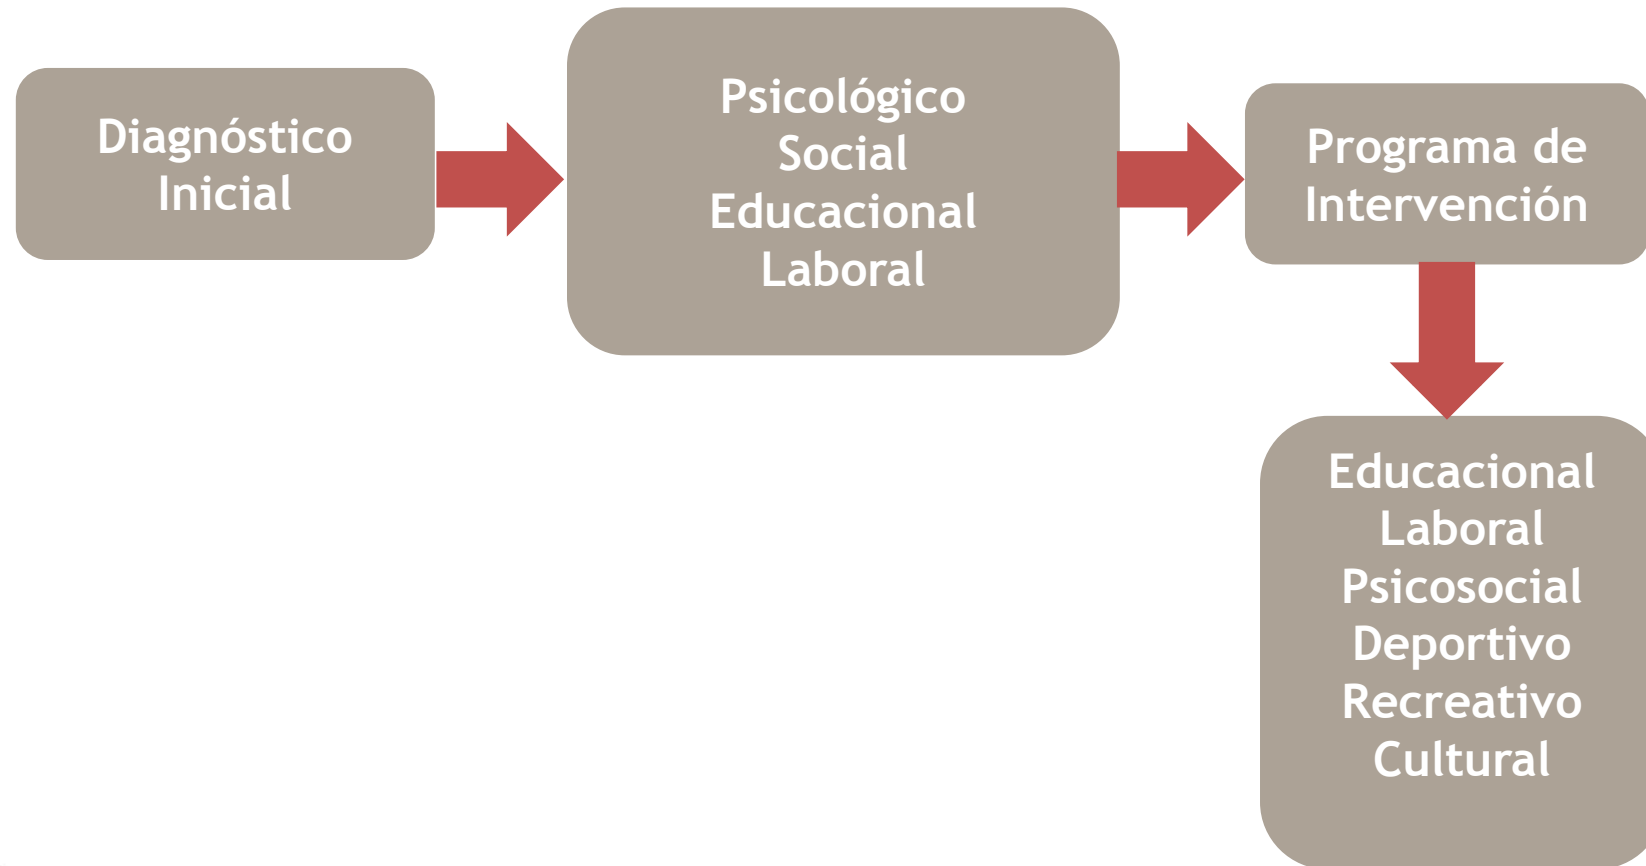 Diagnóstico
Inicial
Psicológico
Social
Educacional
Laboral
Programa de
Intervención
Educacional
Laboral
Psicosocial
Deportivo
Recreativo
Cultural